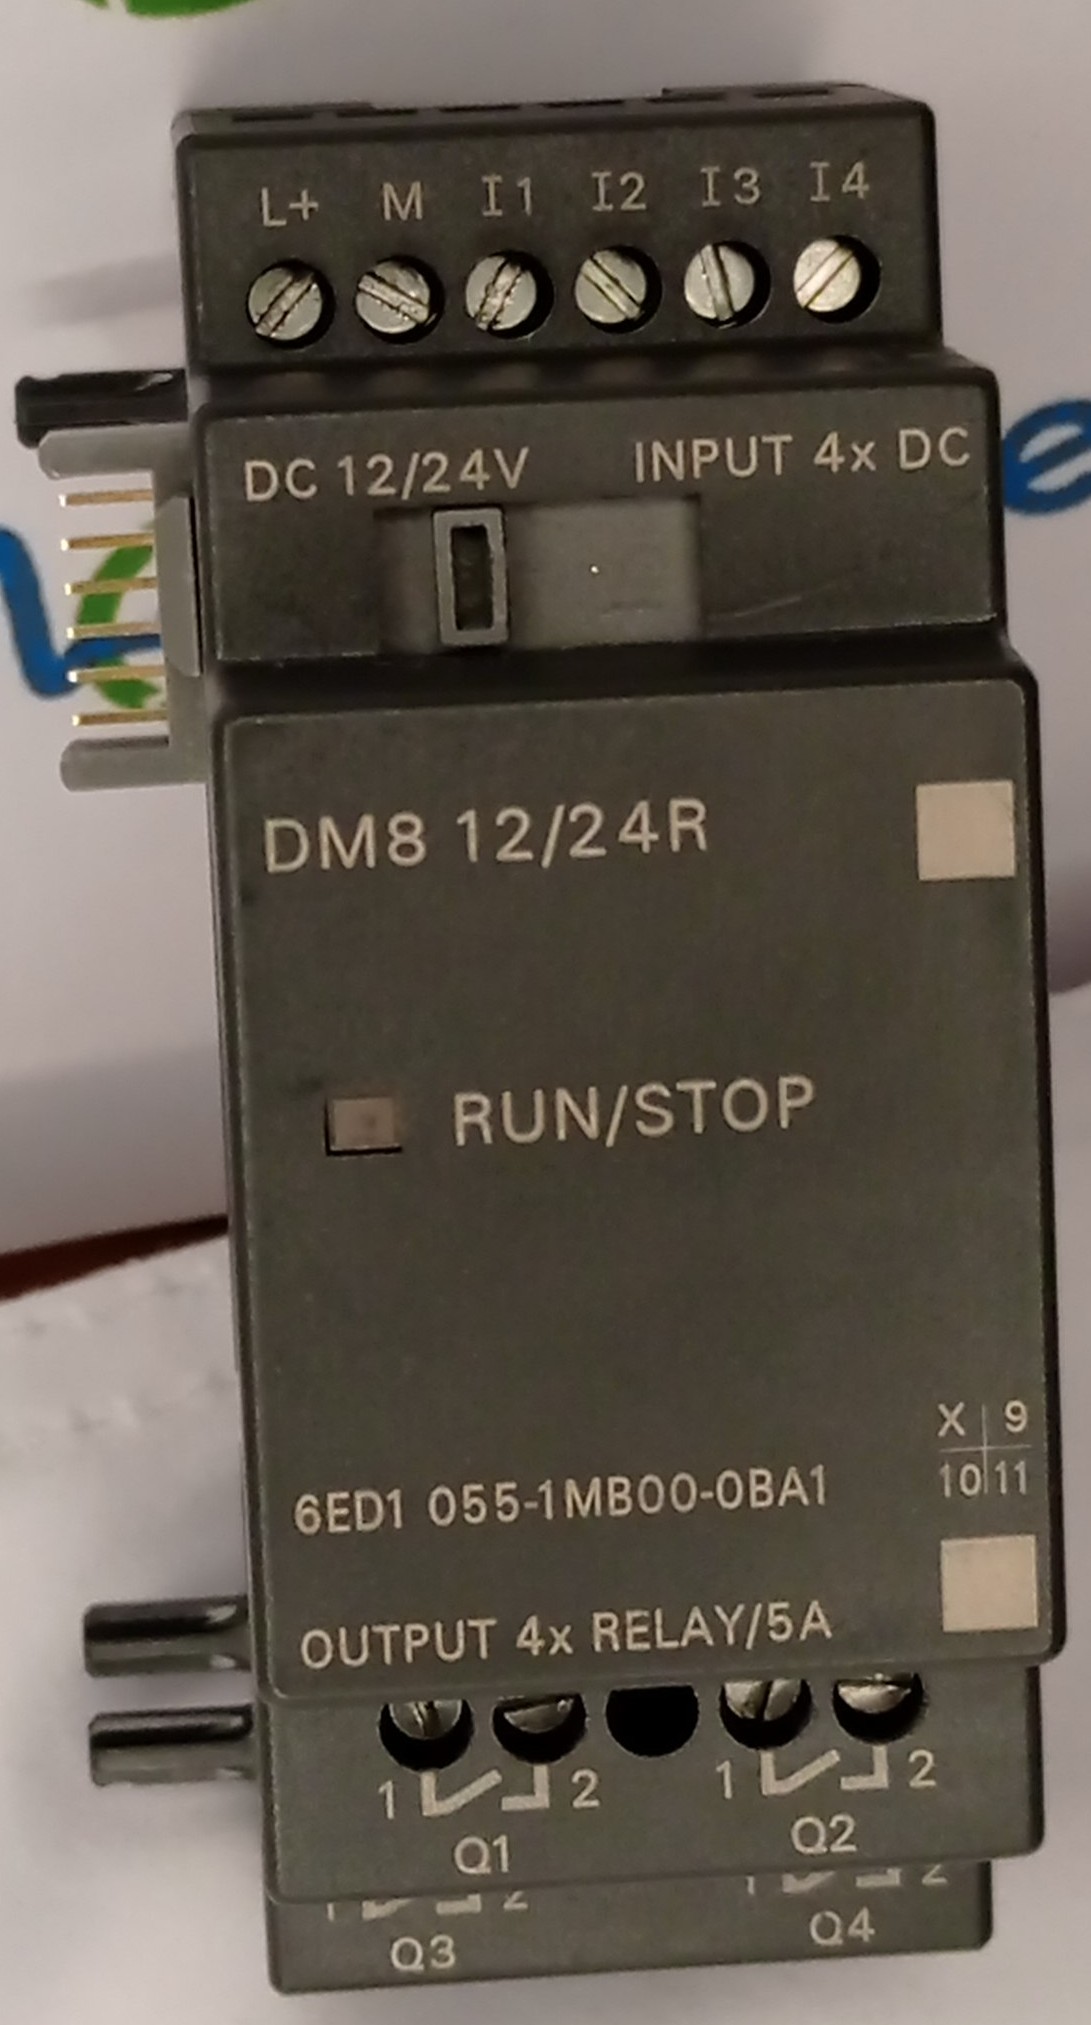 L+ M I1 I2 I3 I4
DC 12/24V INPUT 4x DC
DM8 12/24R
RUN/STOP
X 9
10 11
6ED1 055-1MB00-0BA1
OUTPUT 4x RELAY/5A
1 2 1 2
Q1 Q2
1 2 1 2
Q3 Q4